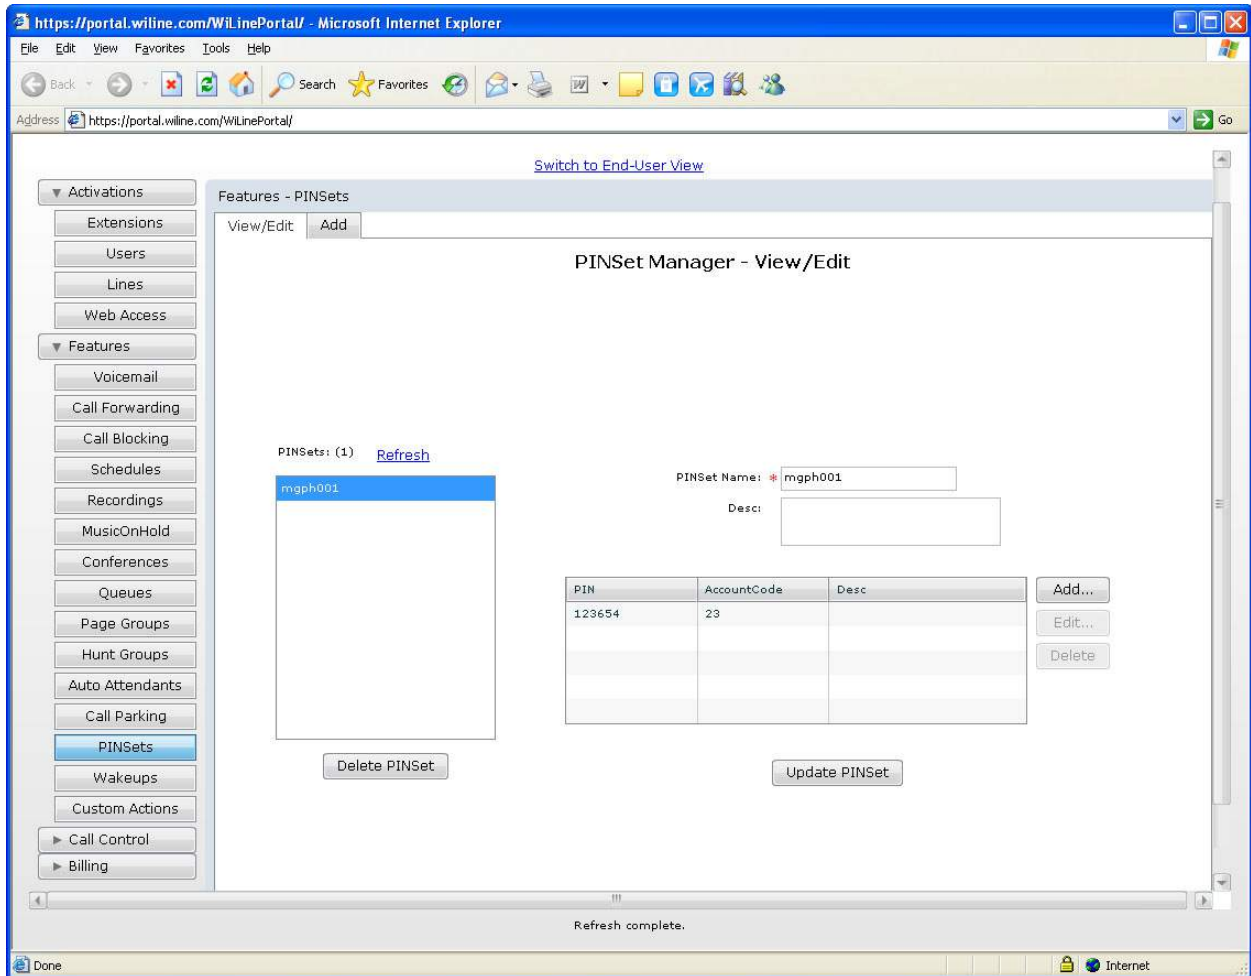 https://portal.wiline.com/WiLinePortal/ - Microsoft Internet Explorer
File Edit View Favorites Tools Help
Back Search Favorites
Address https://portal.wiline.com/WiLinePortal/ Go
Switch to End-User View
Activations
Extensions
Users
Lines
Web Access
Features
Voicemail
Call Forwarding
Call Blocking
Schedules
Recordings
MusicOnHold
Conferences
Queues
Page Groups
Hunt Groups
Auto Attendants
Call Parking
PINSets
Wakeups
Custom Actions
Call Control
Billing
Features - PINSets
View/Edit Add
PINSet Manager - View/Edit
PINSets: (1) Refresh
mgph001
Delete PINSet
PINSet Name: * mgph001
Desc:
PIN AccountCode Desc
123654 23
Add...
Edit...
Delete
Update PINSet
Refresh complete.
Done Internet